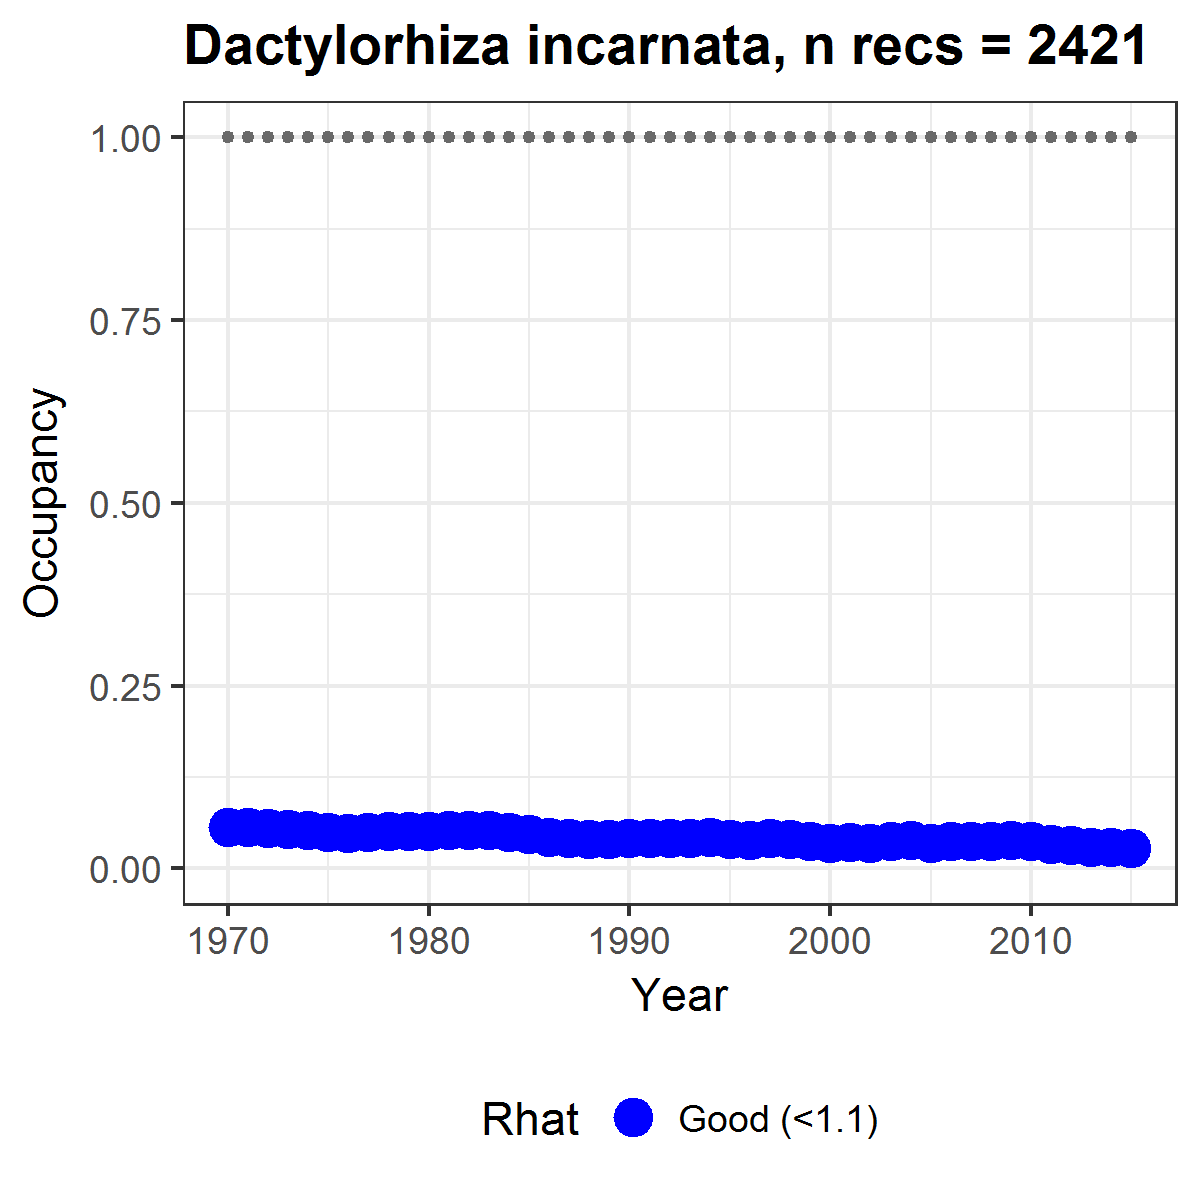 Dactylorhiza incarnata, n recs = 2421
1.00
0.75
0.50
0.25
0.00
Occupancy
1970 1980 1990 2000 2010
Year
Rhat Good (<1.1)